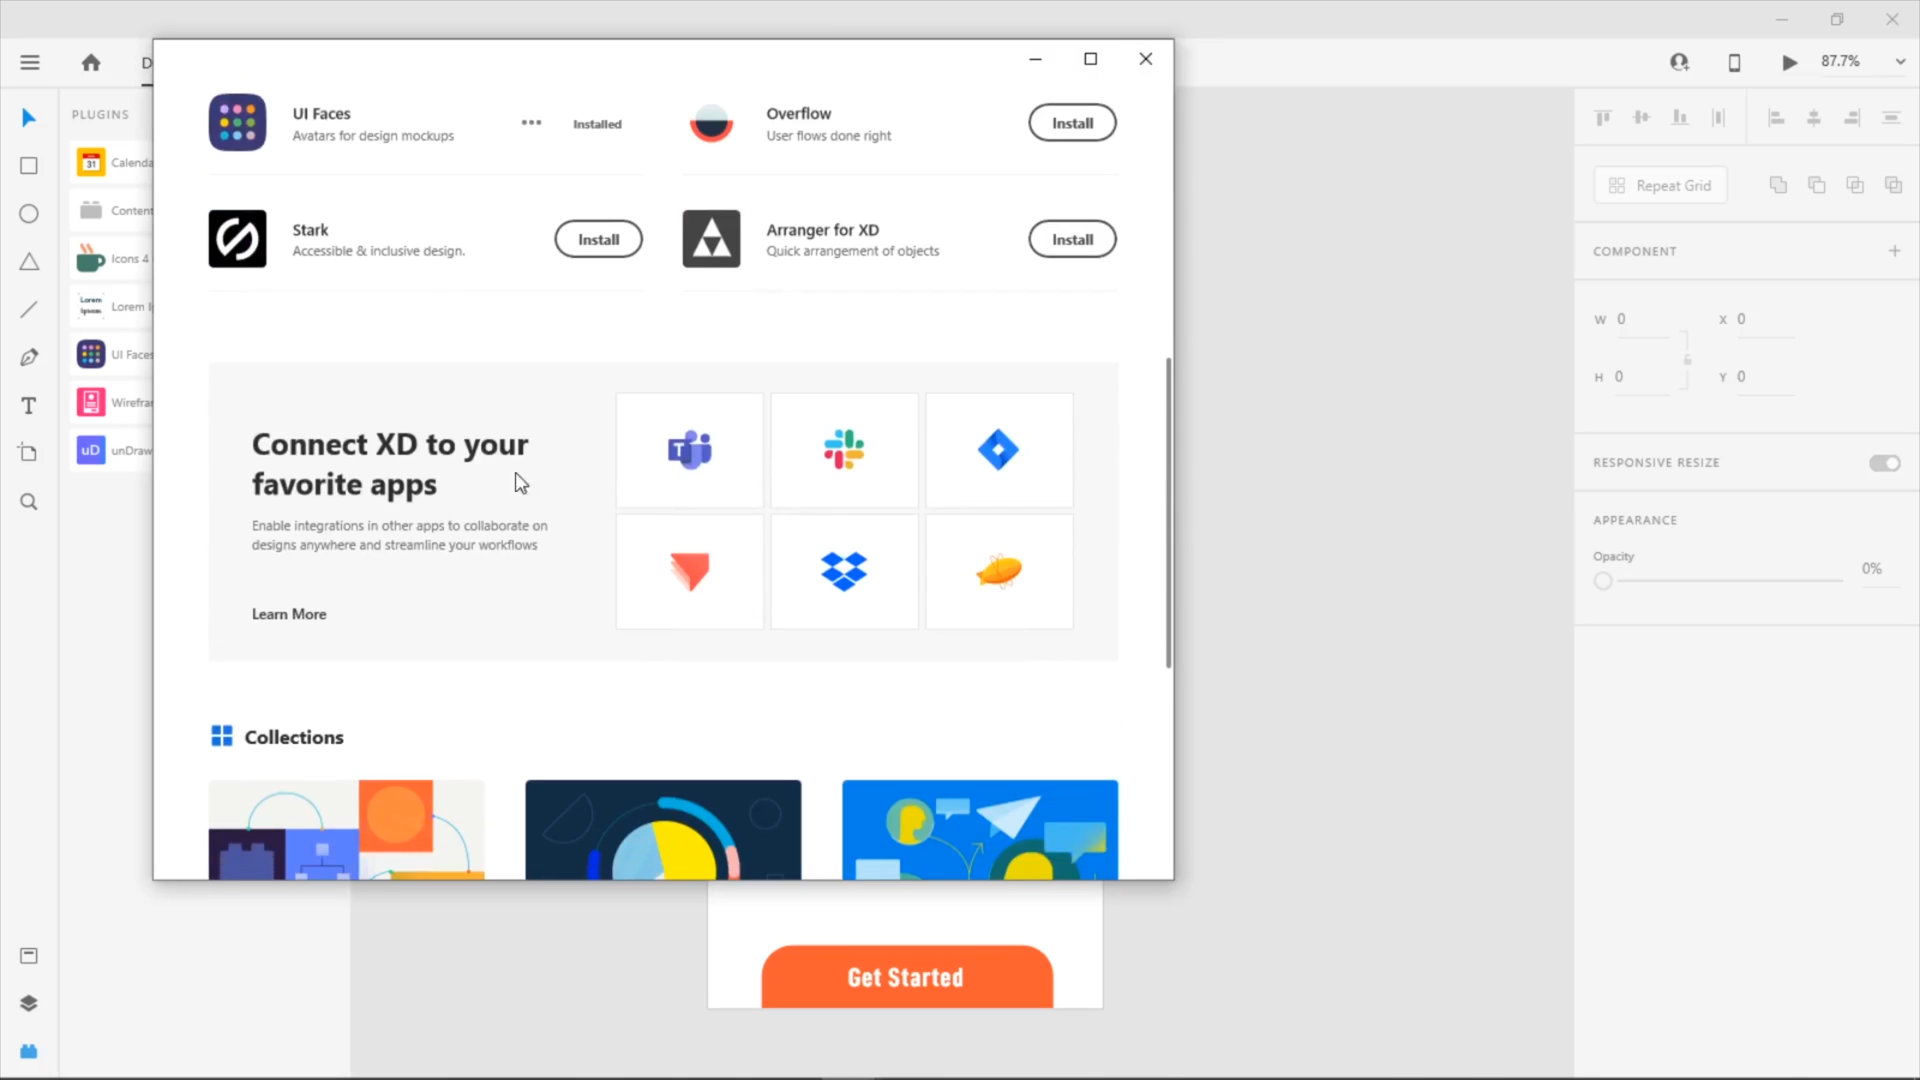 D
87.7%
PLUGINS
31
Calenda
Content
Icons 4
Lorem
Ipsum
Lorem I
UI Faces
Wirefra
uD
unDraw
UI Faces
Avatars for design mockups
Installed
Overflow
User flows done right
Install
Stark
Accessible & inclusive design.
Install
Arranger for XD
Quick arrangement of objects
Install
Connect XD to your
favorite apps
Enable integrations in other apps to collaborate on
designs anywhere and streamline your workflows
Learn More
T
Collections
Get Started
Repeat Grid
COMPONENT
W 0
X 0
H 0
Y 0
RESPONSIVE RESIZE
APPEARANCE
Opacity
0%